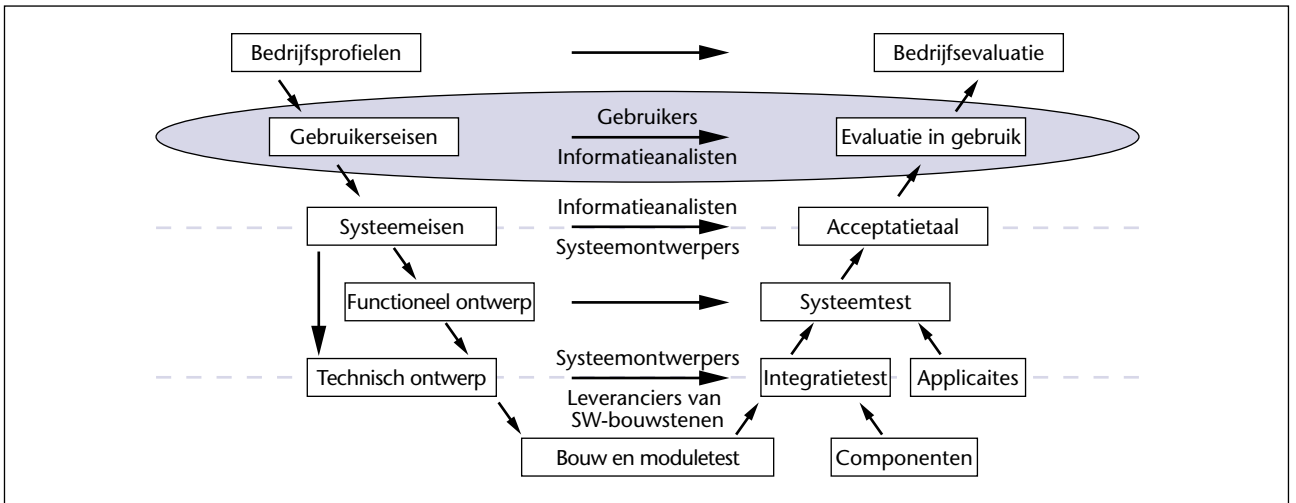 Bedrijfsprofielen
Bedrijfsevaluatie
Gebruikerseisen
Gebruikers
Informatieanalisten
Evaluatie in gebruik
Systeemeisen
Informatieanalisten
Systeemontwerpers
Acceptatietaal
Functioneel ontwerp
Systeemtest
Technisch ontwerp
Systeemontwerpers
Leveranciers van
SW-bouwstenen
Integratietest
Applicaites
Bouw en moduletest
Componenten